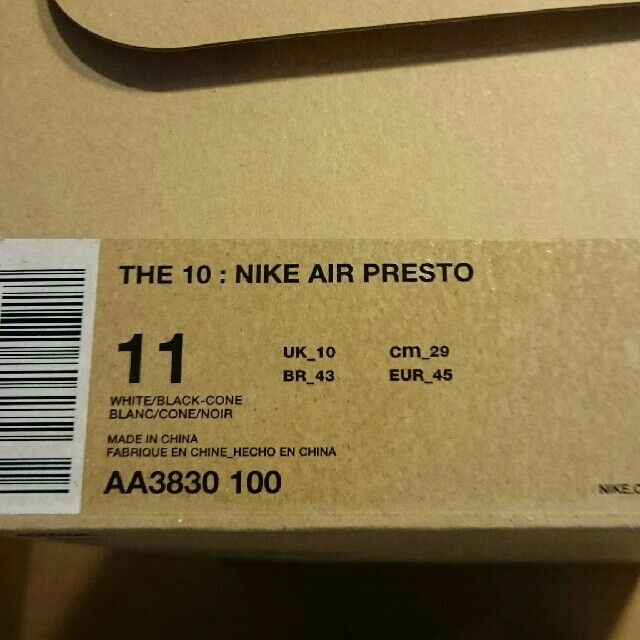 THE 10 : NIKE AIR PRESTO
11
UK_10 cm_29
BR_43 EUR_45
WHITE/BLACK-CONE
BLANC/CONE/NOIR
MADE IN CHINA
FABRIQUE EN CHINE_HECHO EN CHINA
AA3830 100